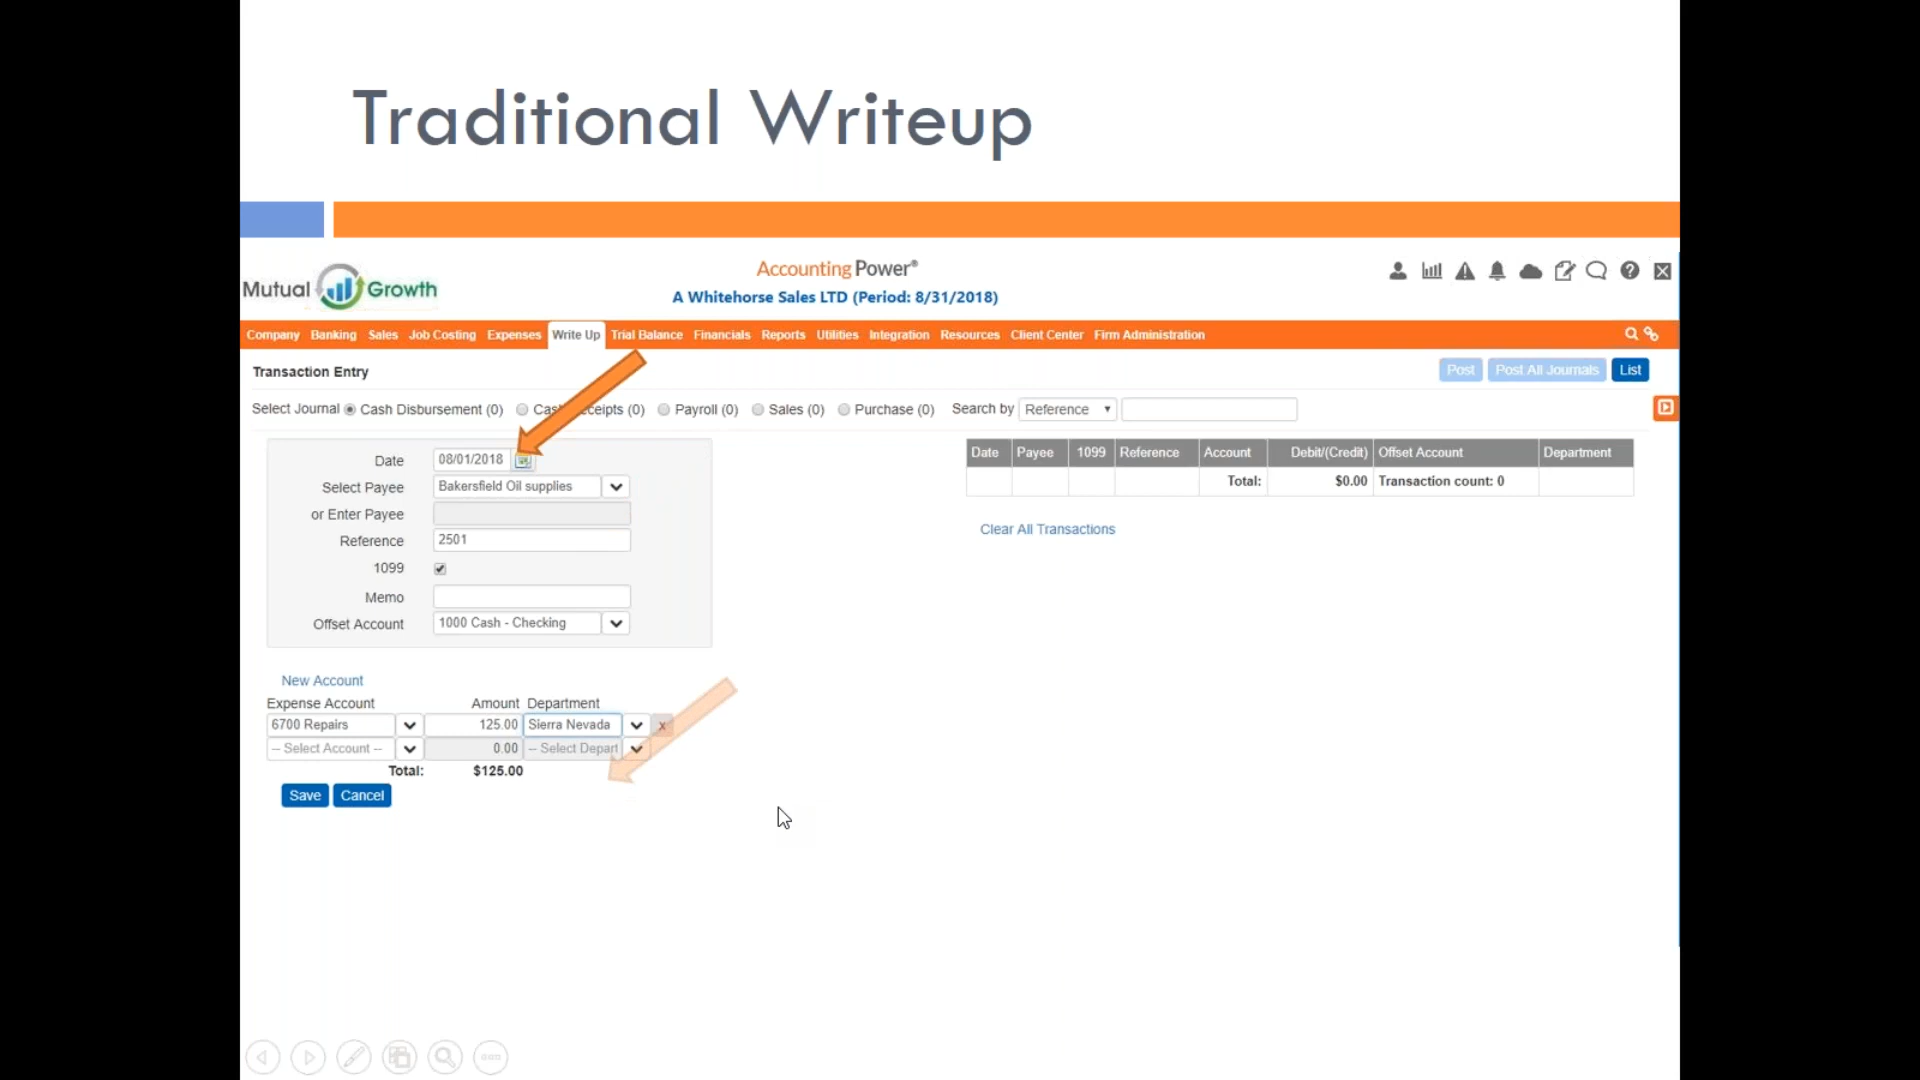 Traditional Writeup
Mutual Growth
Accounting Power®
A Whitehorse Sales LTD (Period: 8/31/2018)
Company Banking Sales Job Costing Expenses Write Up Trial Balance Financials Reports Utilities Integration Resources Client Center Firm Administration
Transaction Entry
Post Post All Journals List
Select Journal Cash Disbursement (0) Receipts (0) Payroll (0) Sales (0) Purchase (0) Search by Reference
Date 08/01/2018
Select Payee Bakersfield Oil supplies
or Enter Payee
Reference 2501
1099
Memo
Offset Account 1000 Cash - Checking
Date Payee 1099 Reference Account Debit/(Credit) Offset Account Department
Total: $0.00 Transaction count: 0
Clear All Transactions
New Account
Expense Account Amount Department
6700 Repairs 125.00 Sierra Nevada x
-- Select Account -- 0.00 -- Select Depart
Total: $125.00
Save Cancel